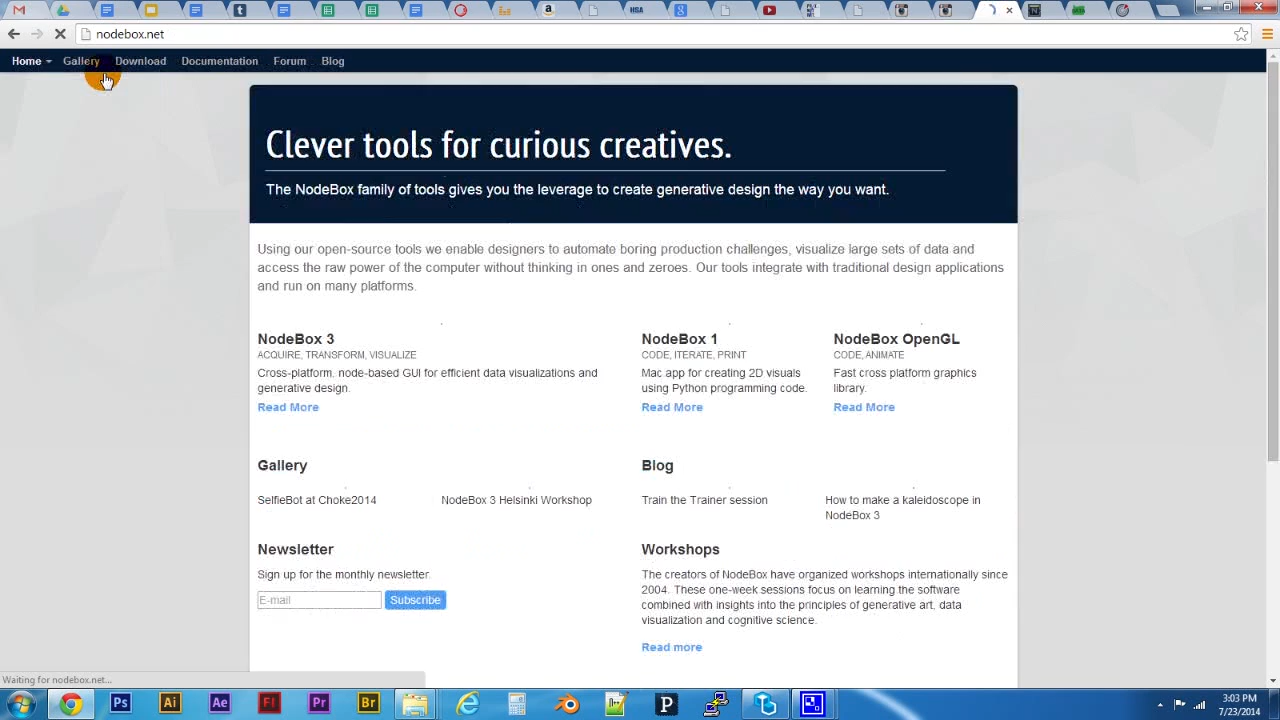 nodebox.net
Home Gallery Download Documentation Forum Blog
Clever tools for curious creatives.
The NodeBox family of tools gives you the leverage to create generative design the way you want.
Using our open-source tools we enable designers to automate boring production challenges, visualize large sets of data and
access the raw power of the computer without thinking in ones and zeroes. Our tools integrate with traditional design applications
and run on many platforms.
NodeBox 3
ACQUIRE, TRANSFORM, VISUALIZE
Cross-platform. node-based GUI for efficient data visualizations and
generative design.
Read More
NodeBox 1
CODE, ITERATE, PRINT
Mac app for creating 2D visuals
using Python programming code.
Read More
NodeBox OpenGL
CODE, ANIMATE
Fast cross platform graphics
library.
Read More
Gallery
SelfieBot at Choke2014
NodeBox 3 Helsinki Workshop
Blog
Train the Trainer session
How to make a kaleidoscope in
NodeBox 3
Newsletter
Sign up for the monthly newsletter.
E-mail
Subscribe
Workshops
The creators of NodeBox have organized workshops internationally since
2004. These one-week sessions focus on learning the software
combined with insights into the principles of generative art, data
visualization and cognitive science.
Read more
Waiting for nodebox.net...
Ps Ai Ae Fl Pr Br P
3:03 PM
7/23/2014